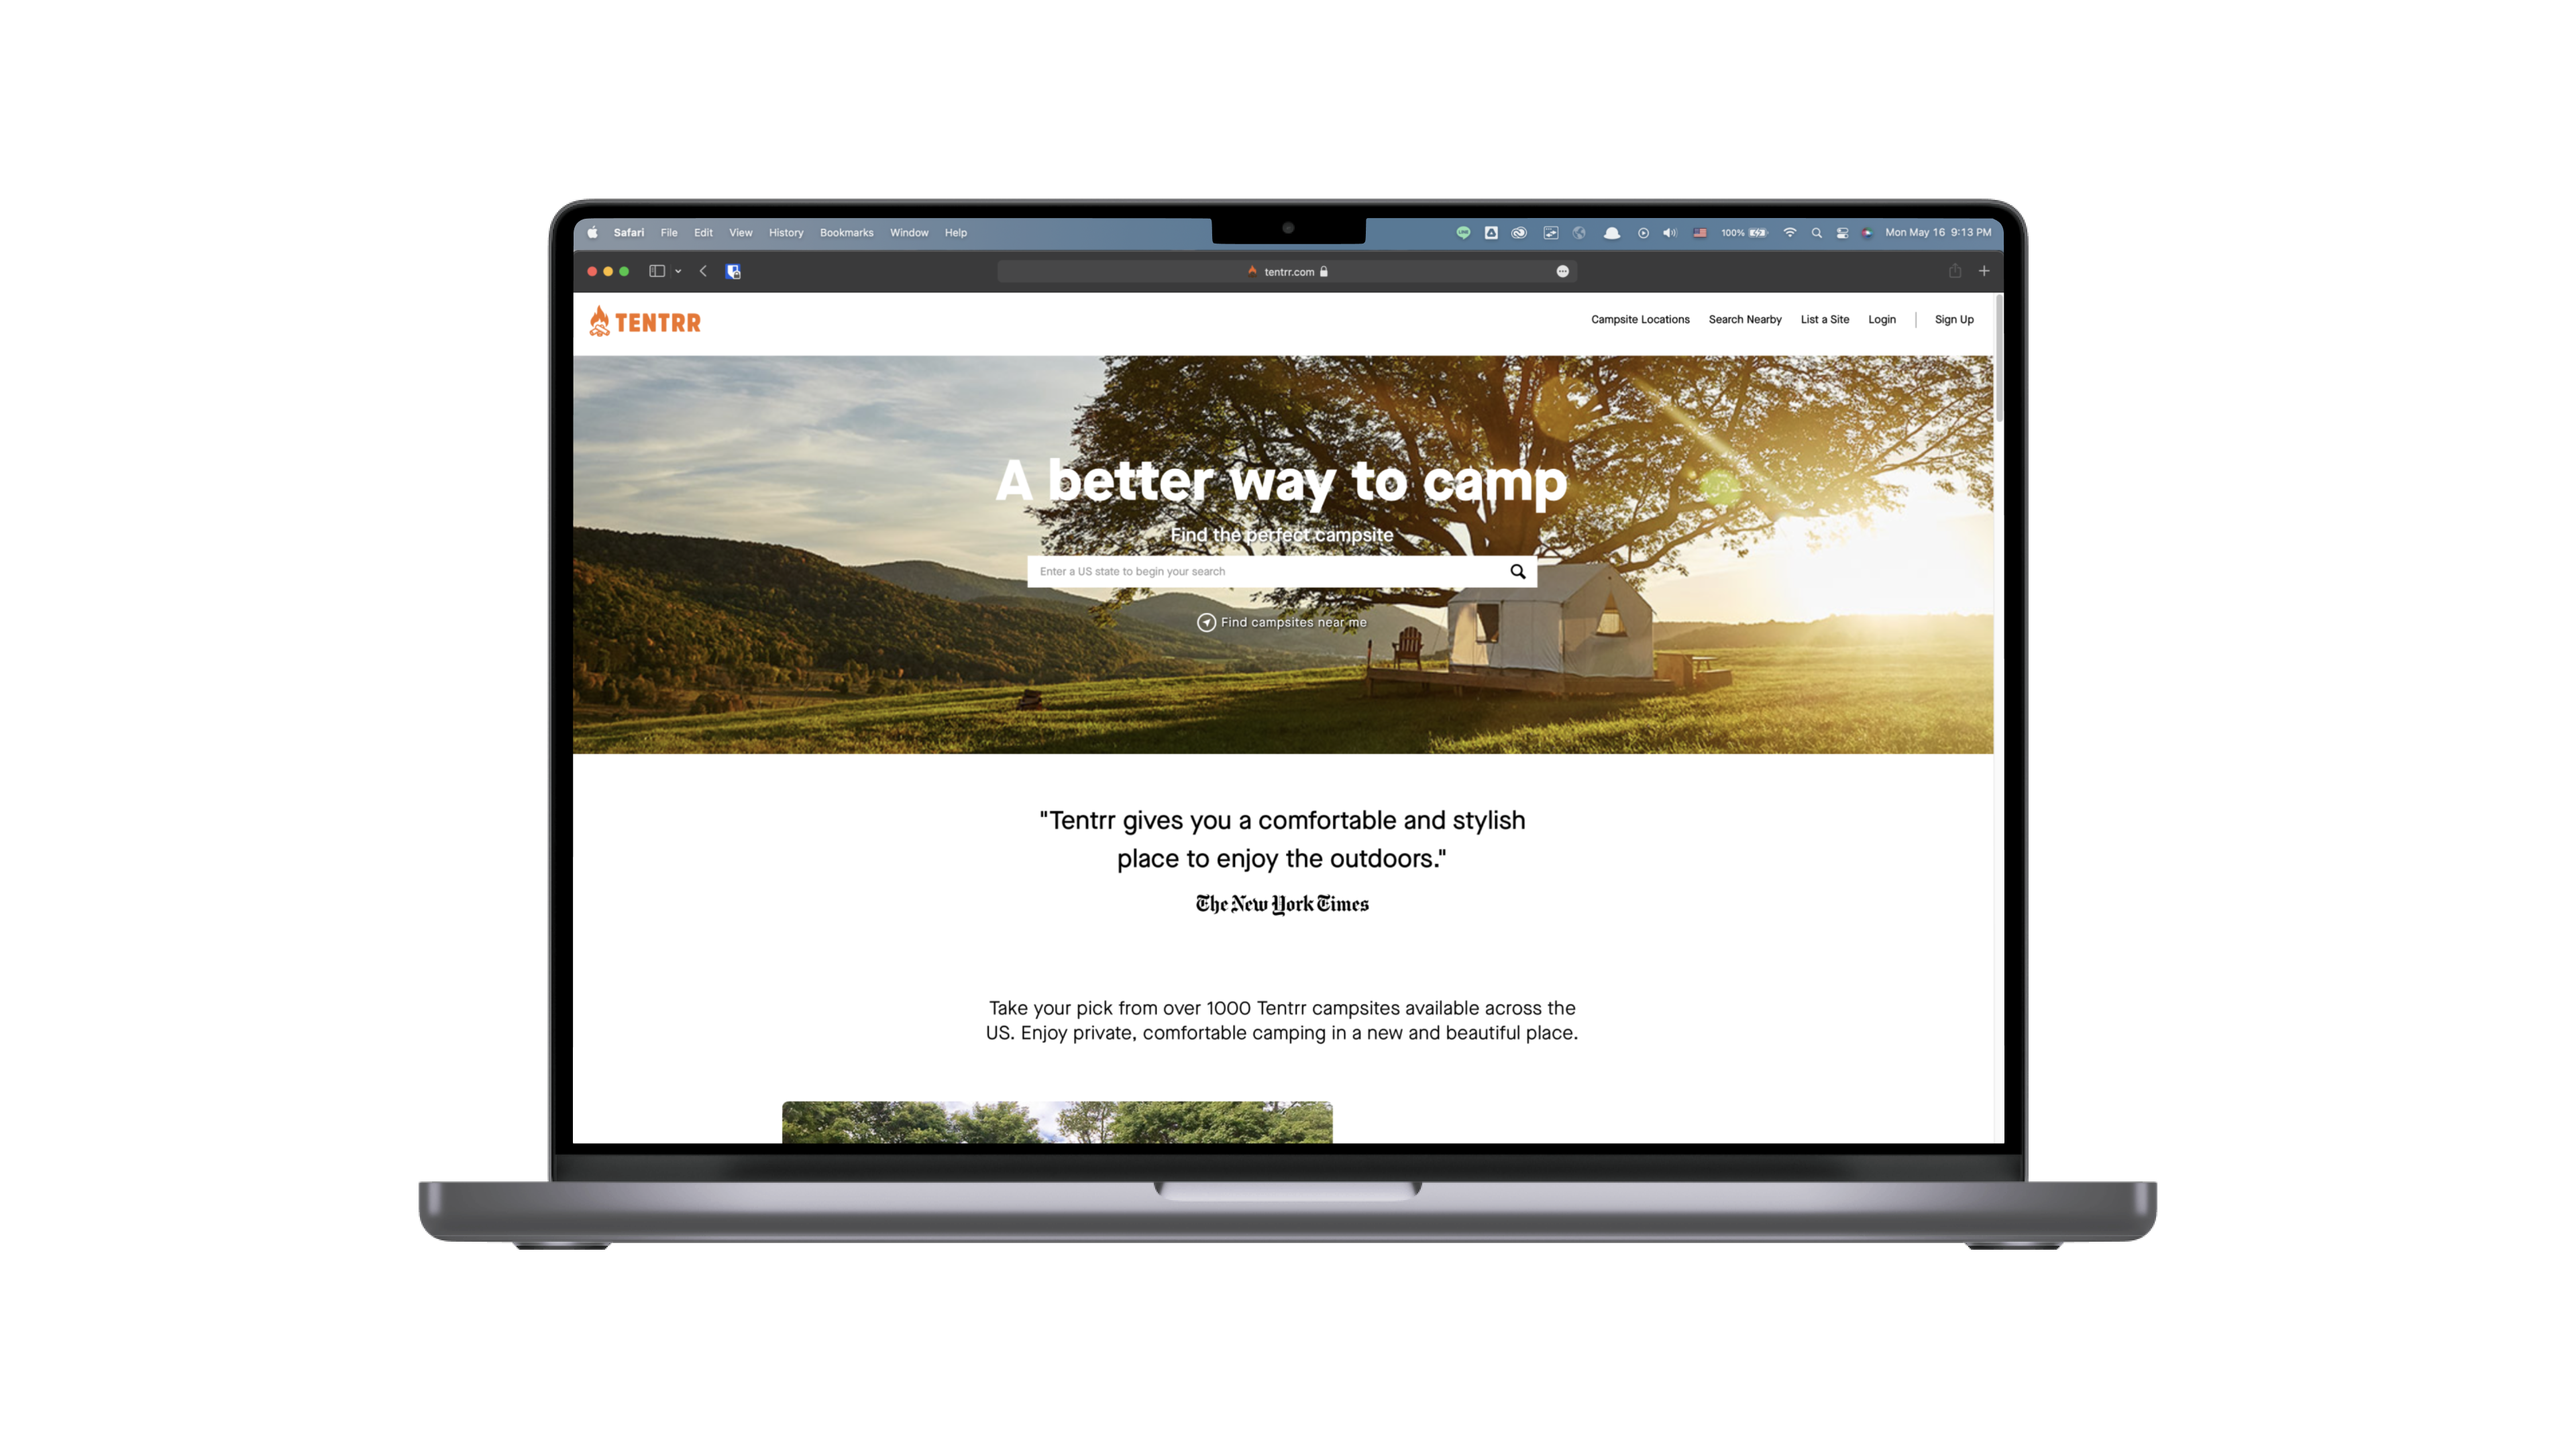 Safari File Edit View History Bookmarks Window Help
100%
Mon May 16 9:13 PM
tentrr.com
TENTRR
Campsite Locations Search Nearby List a Site Login Sign Up
A better way to camp
Find the perfect campsite
Enter a US state to begin your search
Find campsites near me
"Tentrr gives you a comfortable and stylish
place to enjoy the outdoors."
The New York Times
Take your pick from over 1000 Tentrr campsites available across the
US. Enjoy private, comfortable camping in a new and beautiful place.